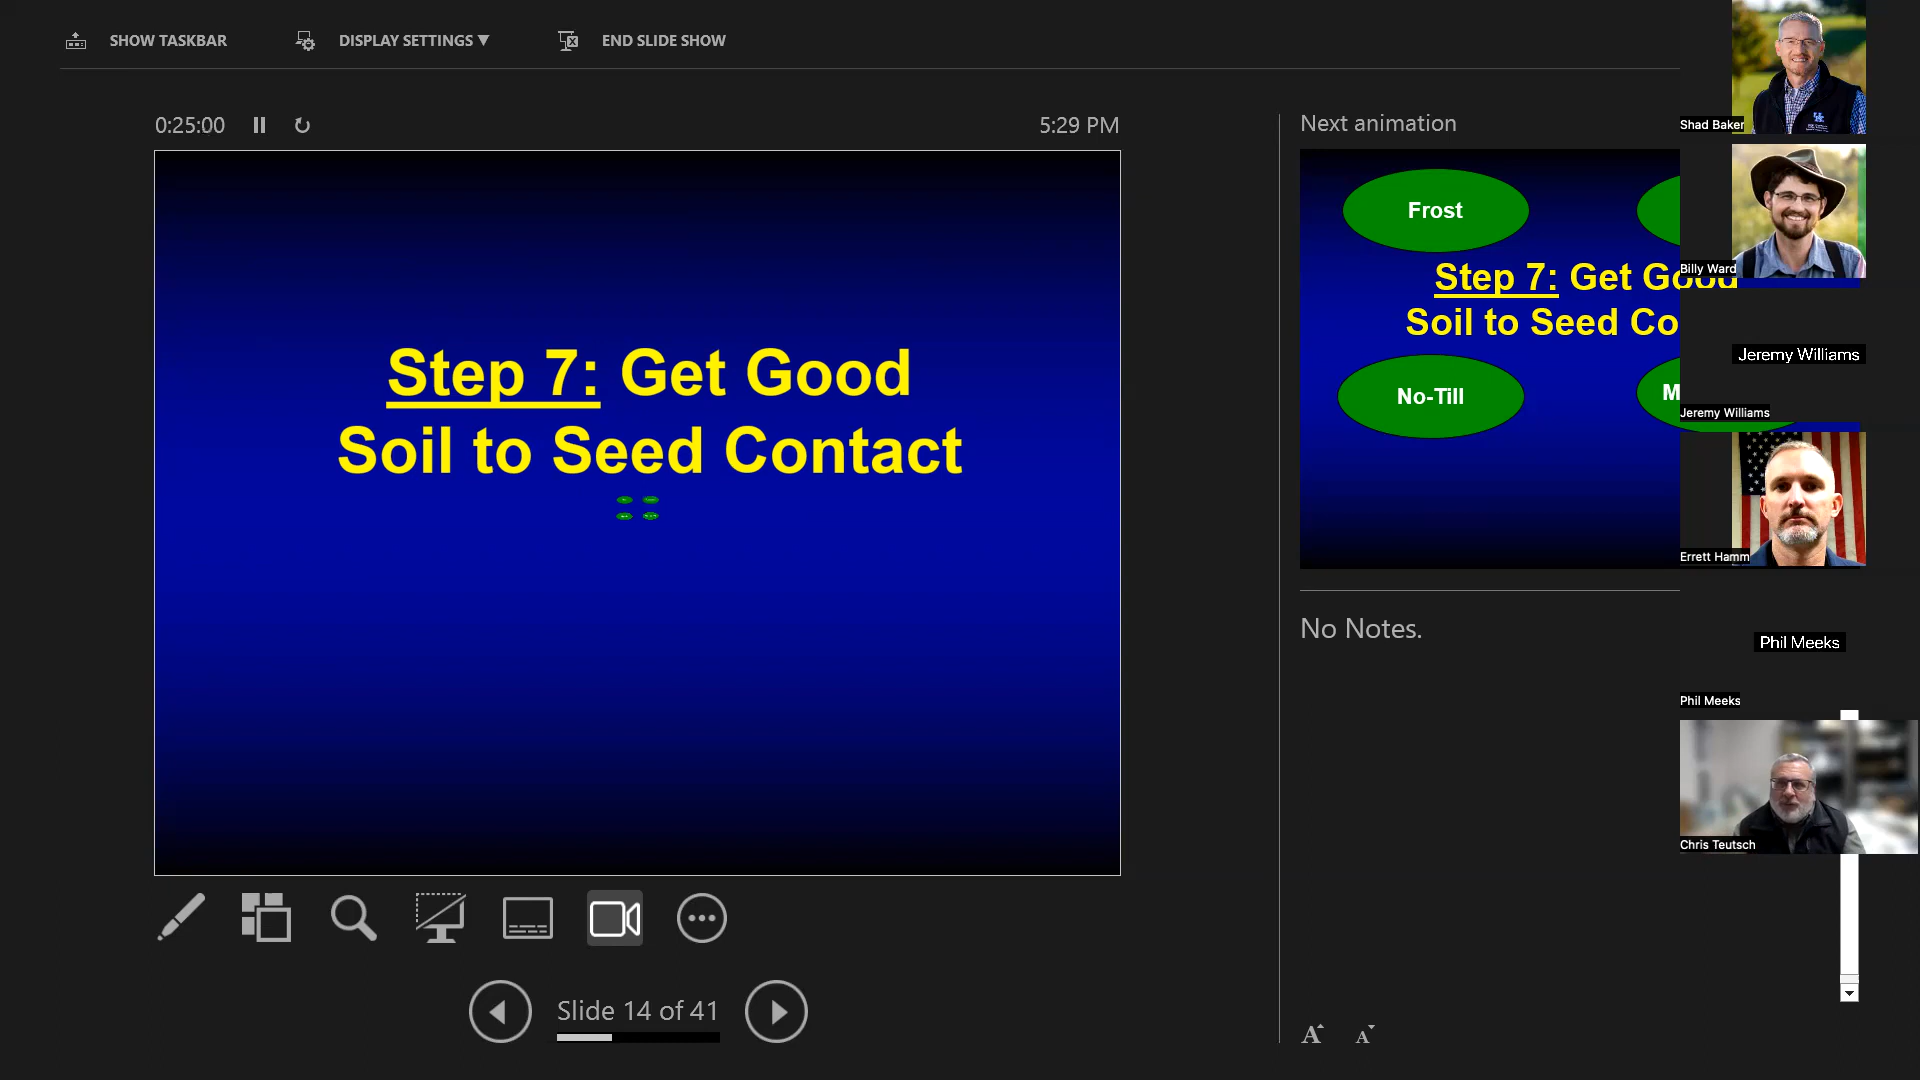 SHOW TASKBAR
DISPLAY SETTINGS ▼
END SLIDE SHOW
0:25:00
5:29 PM
Step 7: Get Good
Soil to Seed Contact
Slide 14 of 41
Next animation
Frost
Step 7: Get Good
Soil to Seed Co
No-Till
M
No Notes.
A
A
Shad Baker
Billy Ward
Jeremy Williams
Jeremy Williams
Errett Hamm
Phil Meeks
Phil Meeks
Chris Teutsch